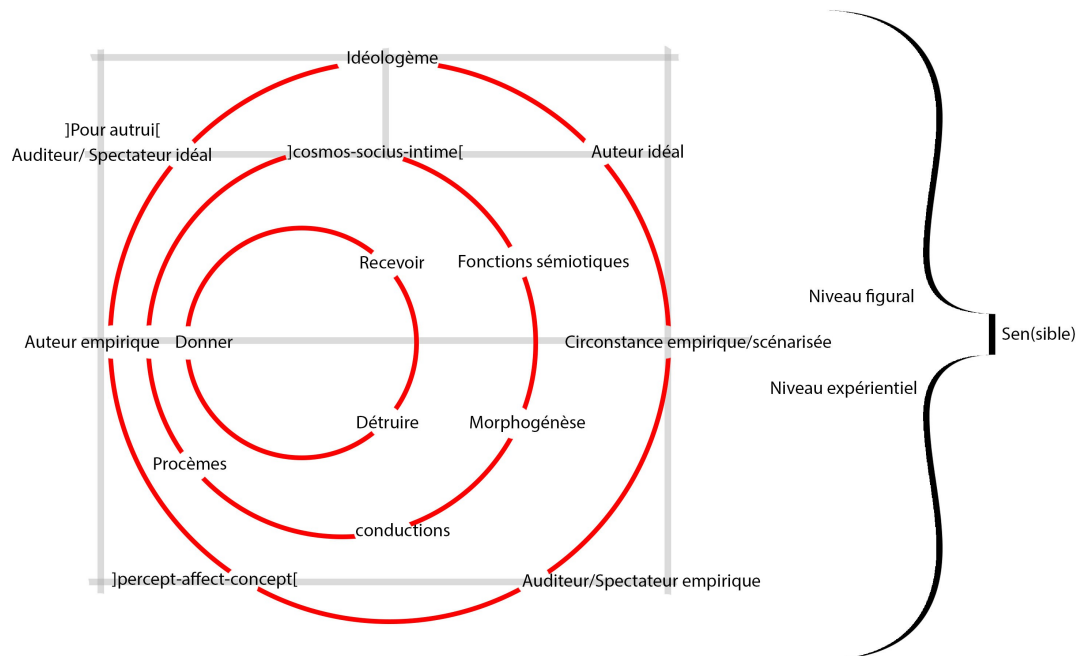 Idéologème
]Pour autrui[
Auditeur/ Spectateur idéal
]cosmos-socius-intime[
Auteur idéal
Recevoir
Fonctions sémiotiques
Niveau figural
Auteur empirique
Donner
Circonstance empirique/scénarisée
Sen(sible)
Niveau expérientiel
Détruire
Morphogénèse
Procèmes
conductions
]percept-affect-concept[
Auditeur/Spectateur empirique